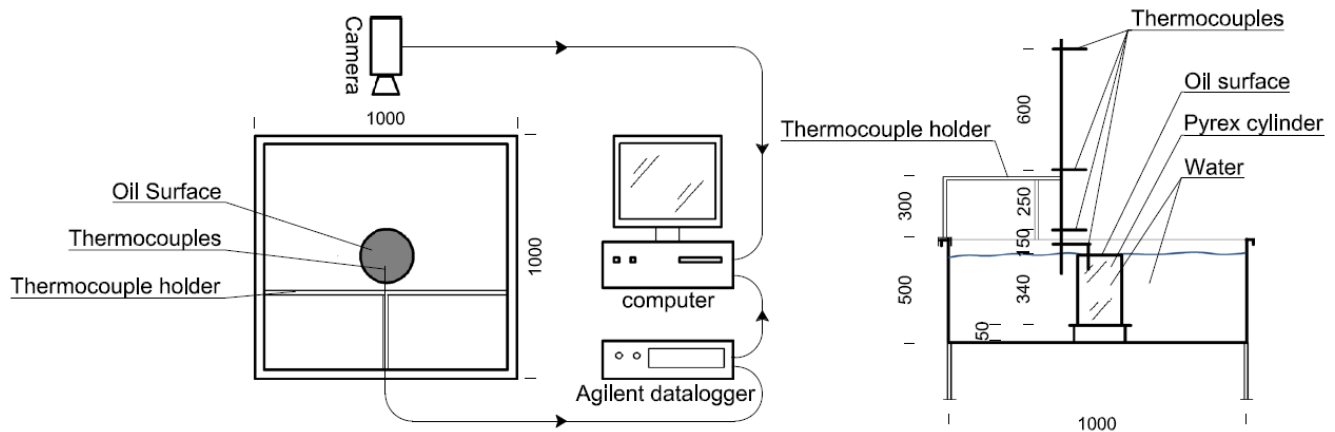 Camera
1000
Oil Surface
Thermocouples
Thermocouple holder
1000
computer
Agilent datalogger
Thermocouples
Oil surface
Pyrex cylinder
Water
Thermocouple holder
600
300
250
150
500
340
50
1000